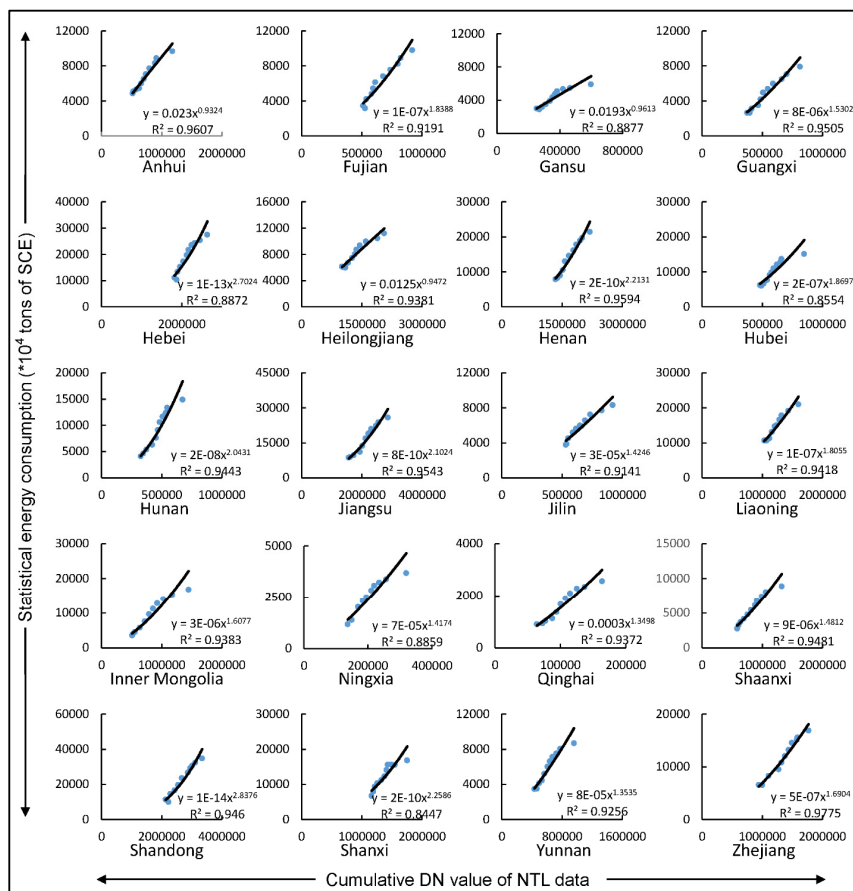 Statistical energy consumption (*10⁴ tons of SCE)
12000
8000
4000
0
y = 0.023x^0.9324
R² = 0.9607
0 1000000 2000000
Anhui
12000
8000
4000
0
y = 1E-07x^1.8388
R² = 0.9191
0 500000 1000000
Fujian
12000
9000
6000
3000
0
y = 0.0193x^0.9613
R² = 0.8877
0 400000 800000
Gansu
12000
9000
6000
3000
0
y = 8E-06x^1.5302
R² = 0.9505
0 500000 1000000
Guangxi
40000
30000
20000
10000
0
y = 1E-13x^2.7024
R² = 0.8872
0 2000000
Hebei
16000
12000
8000
4000
0
y = 0.0125x^0.9472
R² = 0.9381
0 1500000 3000000
Heilongjiang
30000
20000
10000
0
y = 2E-10x^2.2131
R² = 0.9594
0 1500000 3000000
Henan
25000
20000
15000
10000
5000
0
y = 2E-07x^1.8697
R² = 0.8554
0 500000 1000000
Hubei
20000
15000
10000
5000
0
y = 2E-08x^2.0431
R² = 0.9443
0 500000 1000000
Hunan
45000
30000
15000
0
y = 8E-10x^2.1024
R² = 0.9543
0 2000000 4000000
Jiangsu
12000
8000
4000
0
y = 3E-05x^1.4246
R² = 0.9141
0 500000 1000000
Jilin
30000
20000
10000
0
y = 1E-07x^1.8055
R² = 0.9418
0 1000000 2000000
Liaoning
30000
20000
10000
0
y = 3E-06x^1.6077
R² = 0.9383
0 1000000 2000000
Inner Mongolia
5000
2500
0
y = 7E-05x^1.4174
R² = 0.8859
0 200000 400000
Ningxia
4000
2000
0
y = 0.0003x^1.3498
R² = 0.9372
0 100000 200000
Qinghai
15000
10000
5000
0
y = 9E-06x^1.4812
R² = 0.9481
0 1000000 2000000
Shaanxi
60000
40000
20000
0
y = 1E-14x^2.8376
R² = 0.946
0 2000000 4000000
Shandong
30000
20000
10000
0
y = 2E-10x^2.2586
R² = 0.8447
0 1000000 2000000
Shanxi
12000
8000
4000
0
y = 8E-05x^1.3535
R² = 0.9256
0 800000 1600000
Yunnan
20000
15000
10000
5000
0
y = 5E-07x^1.6904
R² = 0.9775
0 1000000 2000000
Zhejiang
Cumulative DN value of NTL data